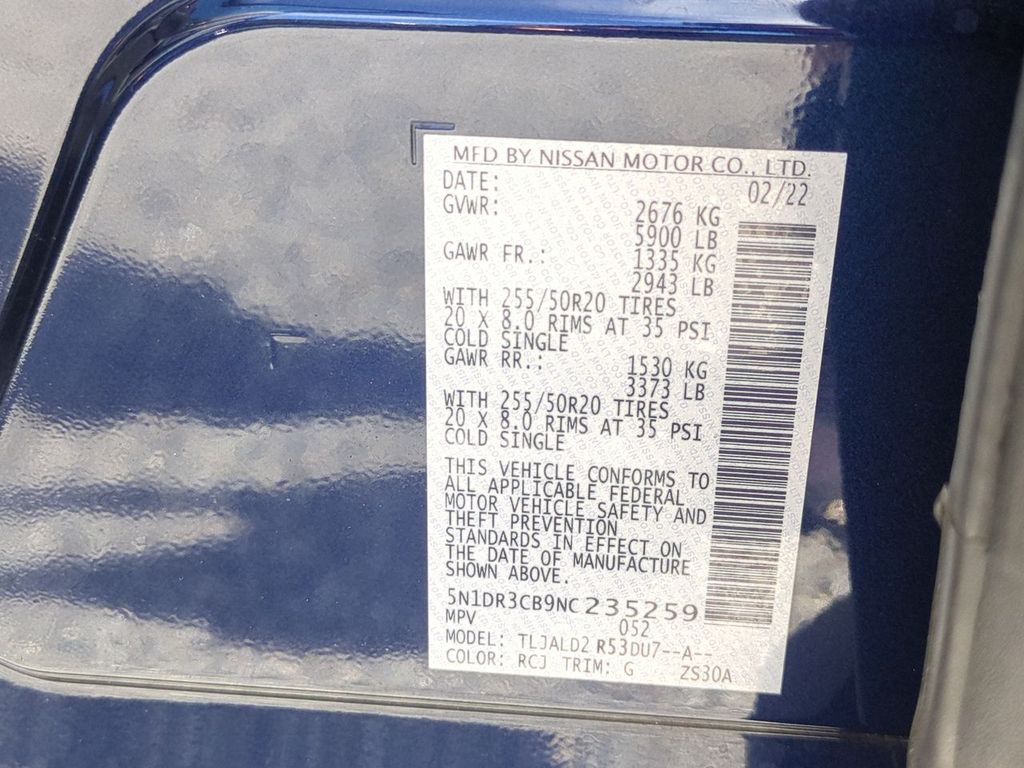 MFD BY NISSAN MOTOR CO., LTD.
DATE: 02/22
GVWR: 2676 KG
5900 LB
GAWR FR.: 1335 KG
2943 LB
WITH 255/50R20 TIRES
20 X 8.0 RIMS AT 35 PSI
COLD SINGLE
GAWR RR.: 1530 KG
3373 LB
WITH 255/50R20 TIRES
20 X 8.0 RIMS AT 35 PSI
COLD SINGLE
THIS VEHICLE CONFORMS TO
ALL APPLICABLE FEDERAL
MOTOR VEHICLE SAFETY AND
THEFT PREVENTION
STANDARDS IN EFFECT ON
THE DATE OF MANUFACTURE
SHOWN ABOVE.
5N1DR3CB9NC235259
MPV 052
MODEL: TLJALD2 R53DU7--A--
COLOR: RCJ TRIM: G ZS30A